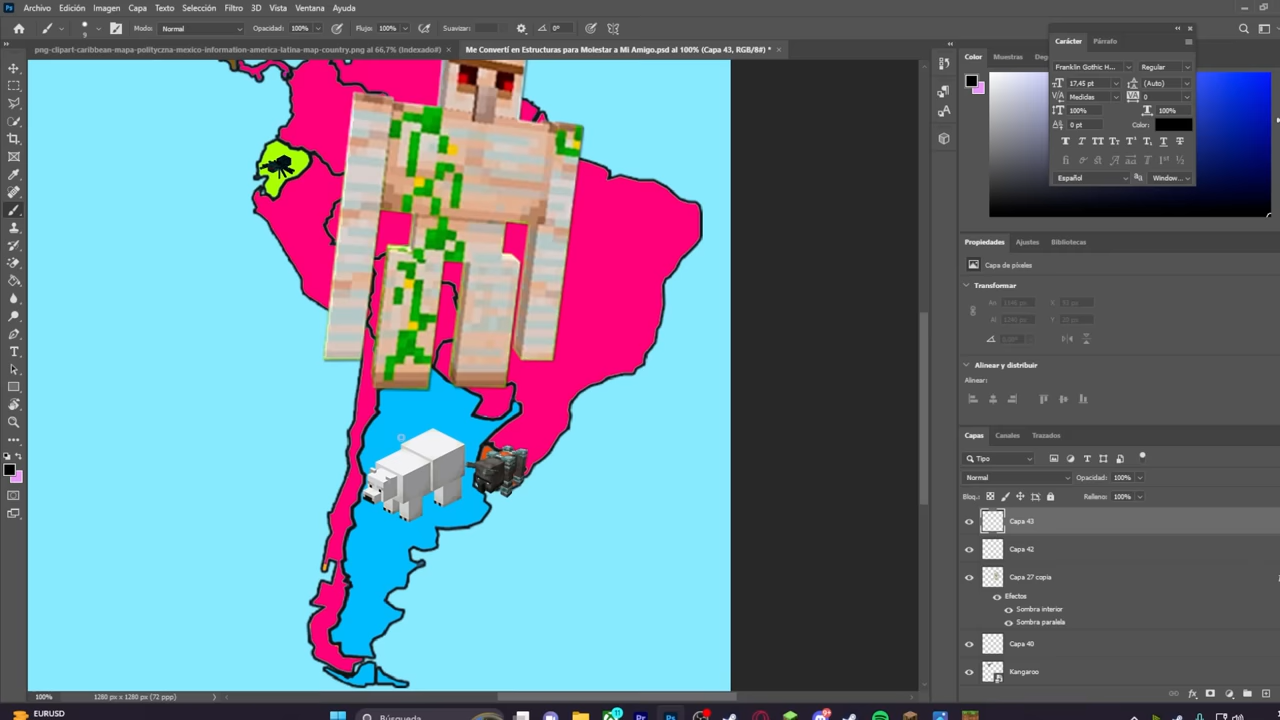 Archivo Edición Imagen Capa Texto Selección Filtro 3D Vista Ventana Ayuda
Modo: Normal Opacidad: 100% Flujo: 100% Suavizar: 0°
png-clipart-caribbean-mapa-polityczna-mexico-information-america-latina-map-country.png al 66,7% (Indexado#) ×
Me Convertí en Estructuras para Molestar a Mi Amigo.psd al 100% (Capa 43, RGB/8#) * ×
Carácter Párrafo
Color Muestras Deg
Franklin Gothic H... Regular
17,45 pt (Auto)
Medidas 0
100% 100%
0 pt Color:
Español Window...
Propiedades Ajustes Bibliotecas
Capa de píxeles
Transformar
Alinear y distribuir
Alinear:
Capas Canales Trazados
Tipo
Normal Opacidad: 100%
Bloq.: Relleno: 100%
Capa 43
Capa 42
Capa 27 copia
Efectos
Sombra interior
Sombra paralela
Capa 40
Kangaroo
100% 1280 px x 1280 px (72 ppp)
EURUSD
Búsqueda